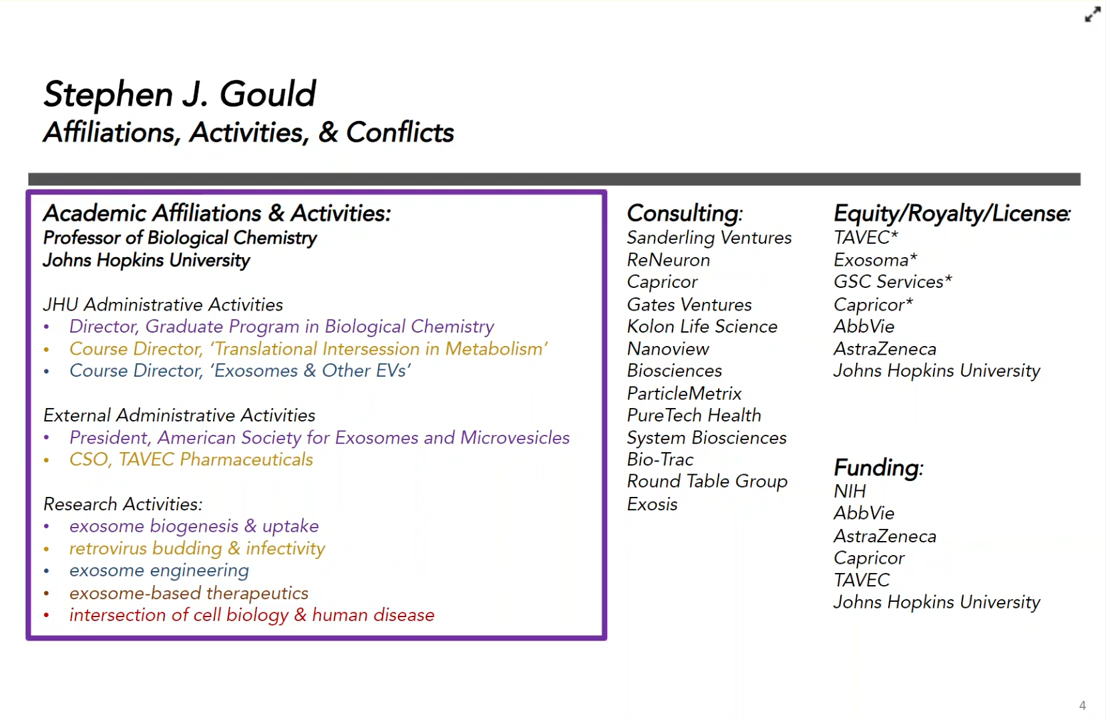 Stephen J. Gould
Affiliations, Activities, & Conflicts
Academic Affiliations & Activities:
Professor of Biological Chemistry
Johns Hopkins University
JHU Administrative Activities
• Director, Graduate Program in Biological Chemistry
• Course Director, ‘Translational Intersession in Metabolism’
• Course Director, ‘Exosomes & Other EVs’
External Administrative Activities
• President, American Society for Exosomes and Microvesicles
• CSO, TAVEC Pharmaceuticals
Research Activities:
• exosome biogenesis & uptake
• retrovirus budding & infectivity
• exosome engineering
• exosome-based therapeutics
• intersection of cell biology & human disease
Consulting:
Sanderling Ventures
ReNeuron
Capricor
Gates Ventures
Kolon Life Science
Nanoview
Biosciences
ParticleMetrix
PureTech Health
System Biosciences
Bio-Trac
Round Table Group
Exosis
Equity/Royalty/License:
TAVEC*
Exosoma*
GSC Services*
Capricor*
AbbVie
AstraZeneca
Johns Hopkins University
Funding:
NIH
AbbVie
AstraZeneca
Capricor
TAVEC
Johns Hopkins University
4